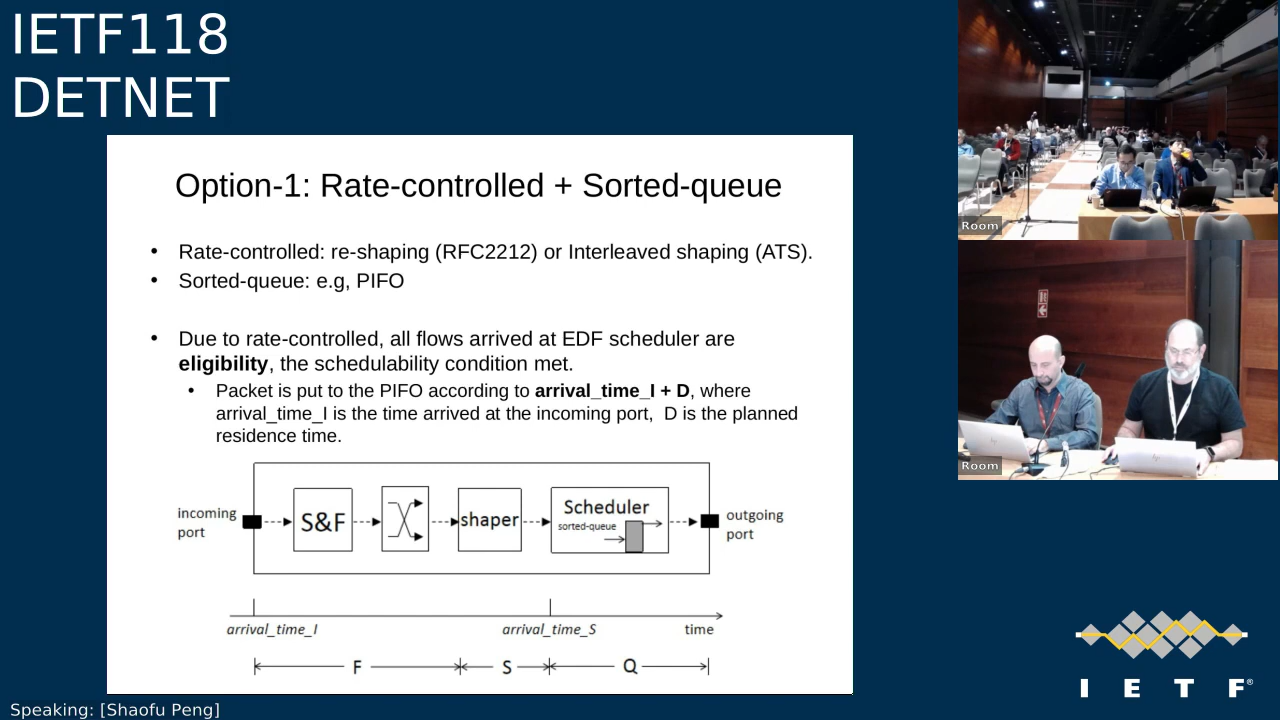 IETF118
DETNET
Option-1: Rate-controlled + Sorted-queue
• Rate-controlled: re-shaping (RFC2212) or Interleaved shaping (ATS).
• Sorted-queue: e.g, PIFO
• Due to rate-controlled, all flows arrived at EDF scheduler are
eligibility, the schedulability condition met.
• Packet is put to the PIFO according to arrival_time_I + D, where
arrival_time_I is the time arrived at the incoming port, D is the planned
residence time.
incoming
port
S&F
shaper
Scheduler
sorted-queue
outgoing
port
arrival_time_I
arrival_time_S
time
F
S
Q
Room
Room
I E T F®
Speaking: [Shaofu Peng]